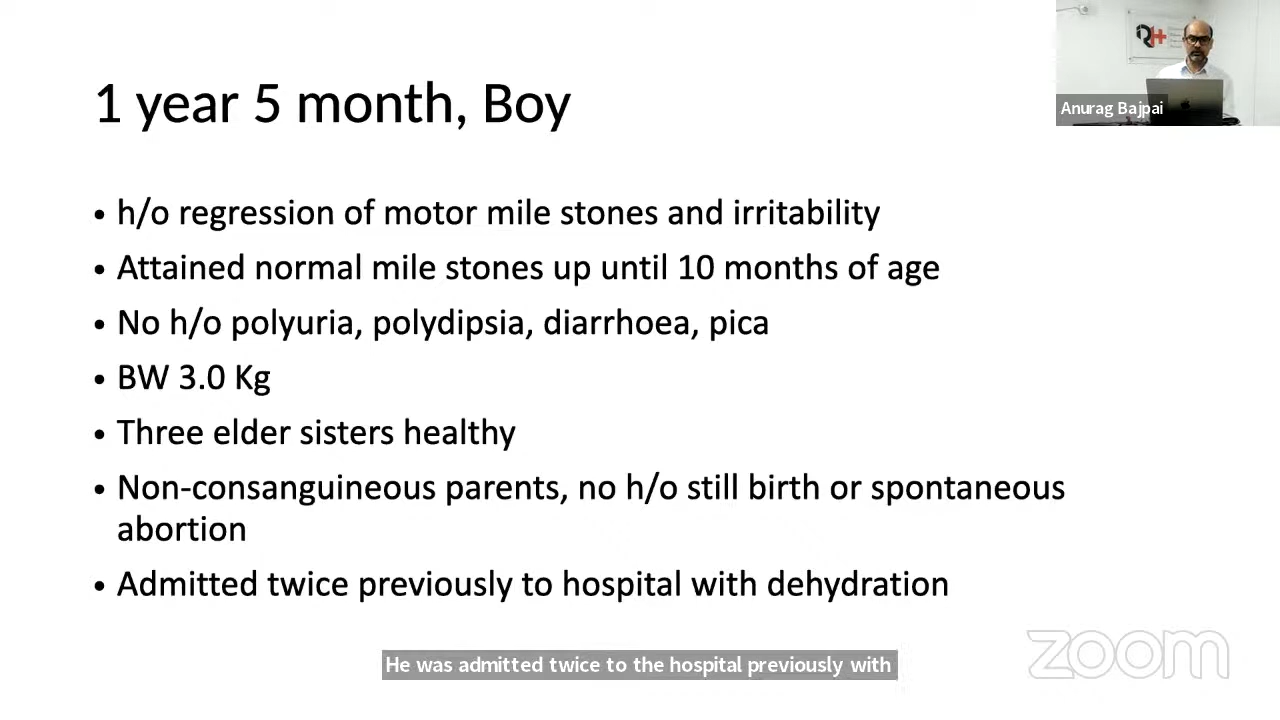 1 year 5 month, Boy
Anurag Bajpai
• h/o regression of motor mile stones and irritability
• Attained normal mile stones up until 10 months of age
• No h/o polyuria, polydipsia, diarrhoea, pica
• BW 3.0 Kg
• Three elder sisters healthy
• Non-consanguineous parents, no h/o still birth or spontaneous
abortion
• Admitted twice previously to hospital with dehydration
zoom
He was admitted twice to the hospital previously with